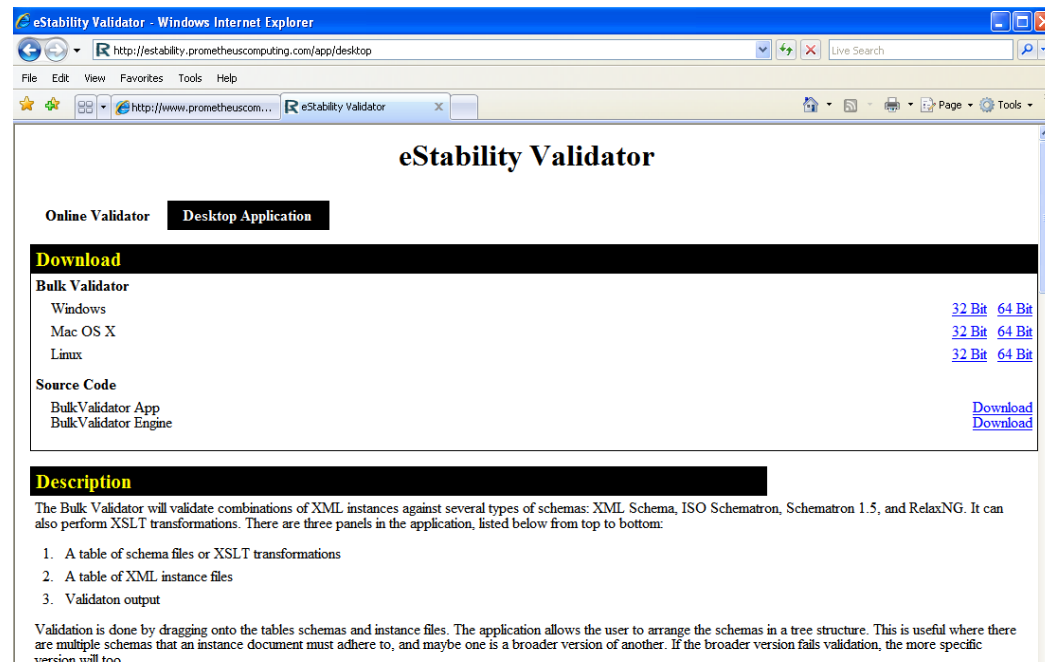 eStability Validator - Windows Internet Explorer
http://estability.prometheuscomputing.com/app/desktop
Live Search
File Edit View Favorites Tools Help
http://www.prometheuscom... eStability Validator
Page Tools
eStability Validator
Online Validator Desktop Application
Download
Bulk Validator
Windows 32 Bit 64 Bit
Mac OS X 32 Bit 64 Bit
Linux 32 Bit 64 Bit
Source Code
BulkValidator App Download
BulkValidator Engine Download
Description
The Bulk Validator will validate combinations of XML instances against several types of schemas: XML Schema, ISO Schematron, Schematron 1.5, and RelaxNG. It can
also perform XSLT transformations. There are three panels in the application, listed below from top to bottom:
1. A table of schema files or XSLT transformations
2. A table of XML instance files
3. Validaton output
Validation is done by dragging onto the tables schemas and instance files. The application allows the user to arrange the schemas in a tree structure. This is useful where there
are multiple schemas that an instance document must adhere to, and maybe one is a broader version of another. If the broader version fails validation, the more specific
version will too.